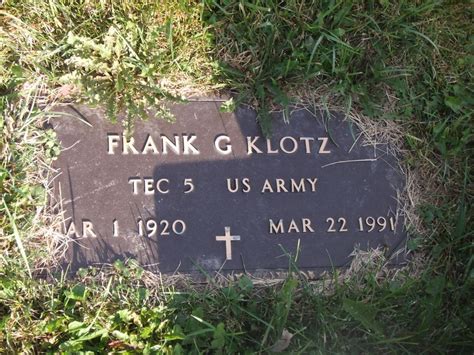 FRANK G KLOTZ
TEC 5 US ARMY
AR 1 1920 MAR 22 1991